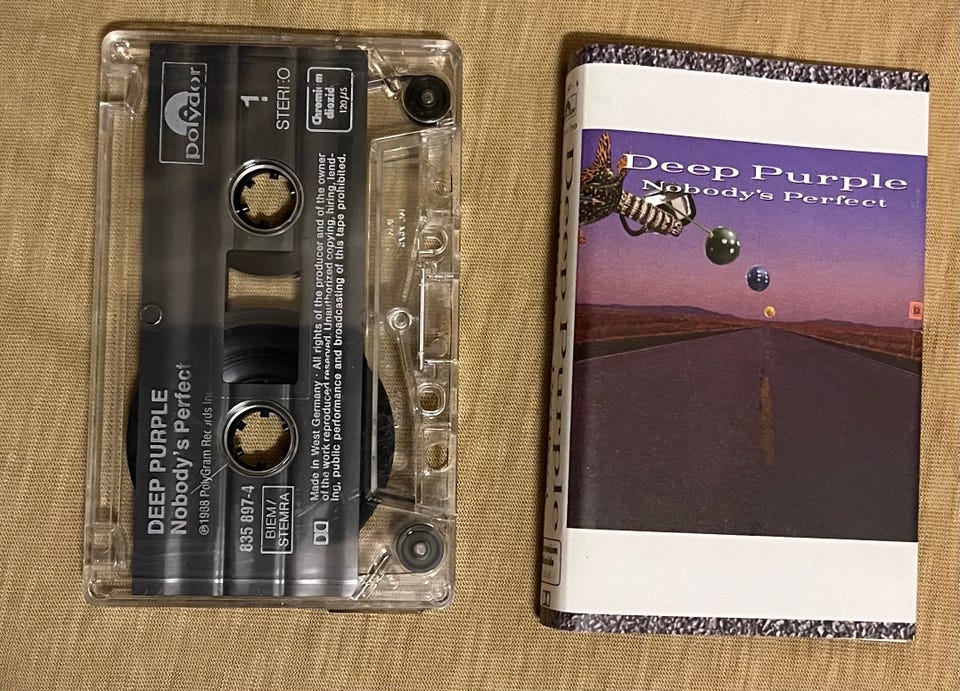 polydor
1
STEREO
Chromium
dioxid
120 µS
DEEP PURPLE
Nobody's Perfect
℗ 1988 PolyGram Records Inc.
835 897-4
BIEM/
STEMRA
Made In West Germany · All rights of the producer and of the owner
of the work reproduced reserved. Unauthorized copying, hiring, lend-
ing, public performance and broadcasting of this tape prohibited.
Deep Purple
Nobody's Perfect
Deep Purple